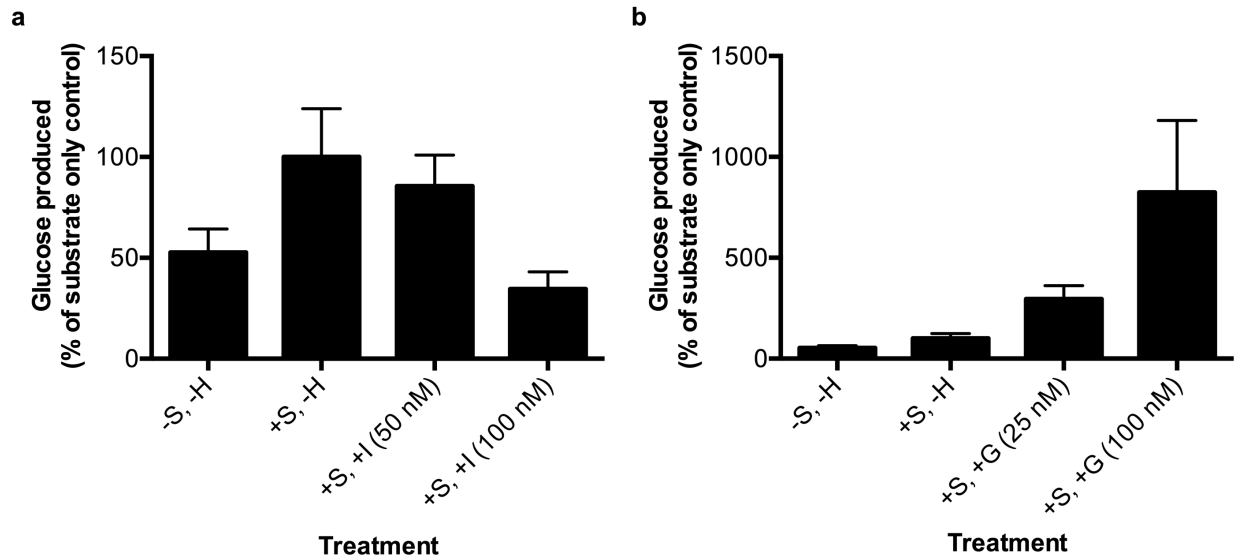 a
Glucose produced
(% of substrate only control)
150
100
50
0
-S, -H
+S, -H
+S, +I (50 nM)
+S, +I (100 nM)
Treatment
b
Glucose produced
(% of substrate only control)
1500
1000
500
0
-S, -H
+S, -H
+S, +G (25 nM)
+S, +G (100 nM)
Treatment